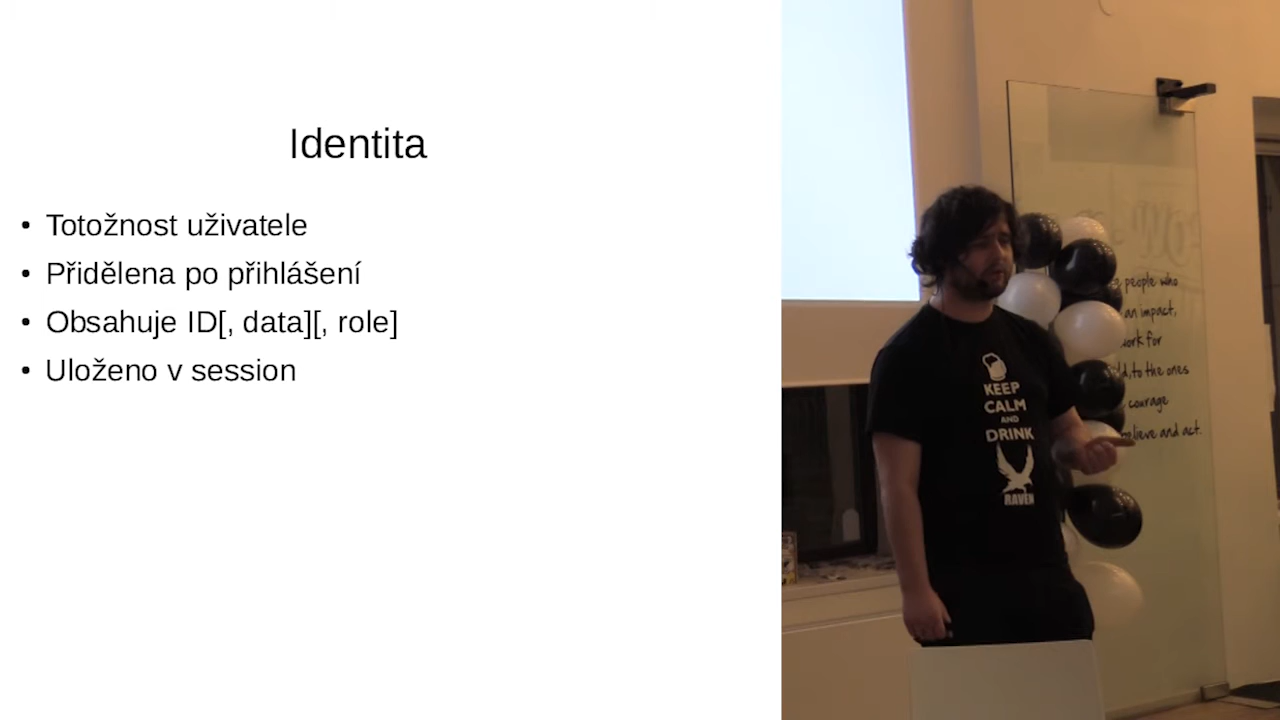 Identita
• Totožnost uživatele
• Přidělena po přihlášení
• Obsahuje ID[, data][, role]
• Uloženo v session
KEEP
CALM
AND
DRINK
RAVEN
people who
an impact,
work for
to the ones
courage
believe and act.